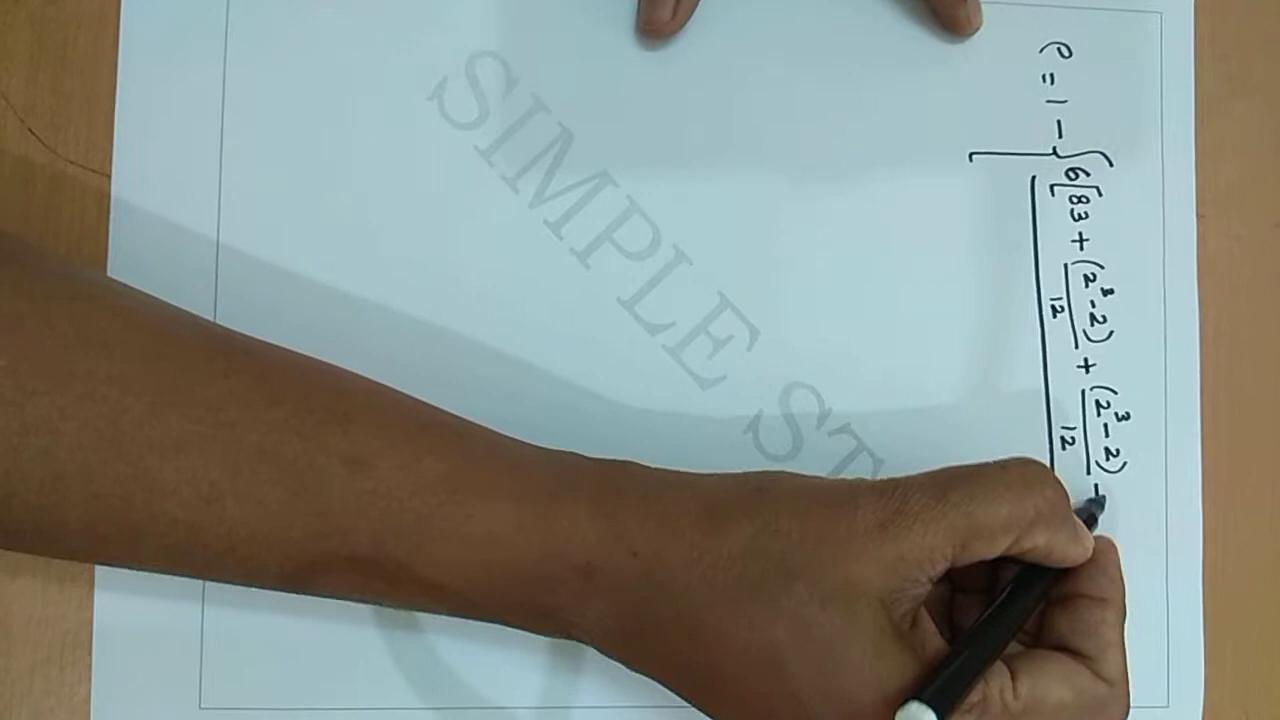 ρ = 1 - { 6[83 + (2³-2)/12 + (2³-2)/12
SIMPLE ST